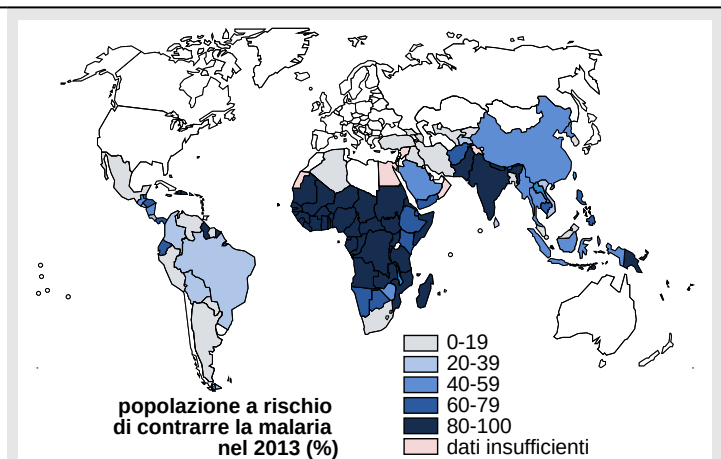 0-19
20-39
40-59
60-79
80-100
dati insufficienti
popolazione a rischio
di contrarre la malaria
nel 2013 (%)